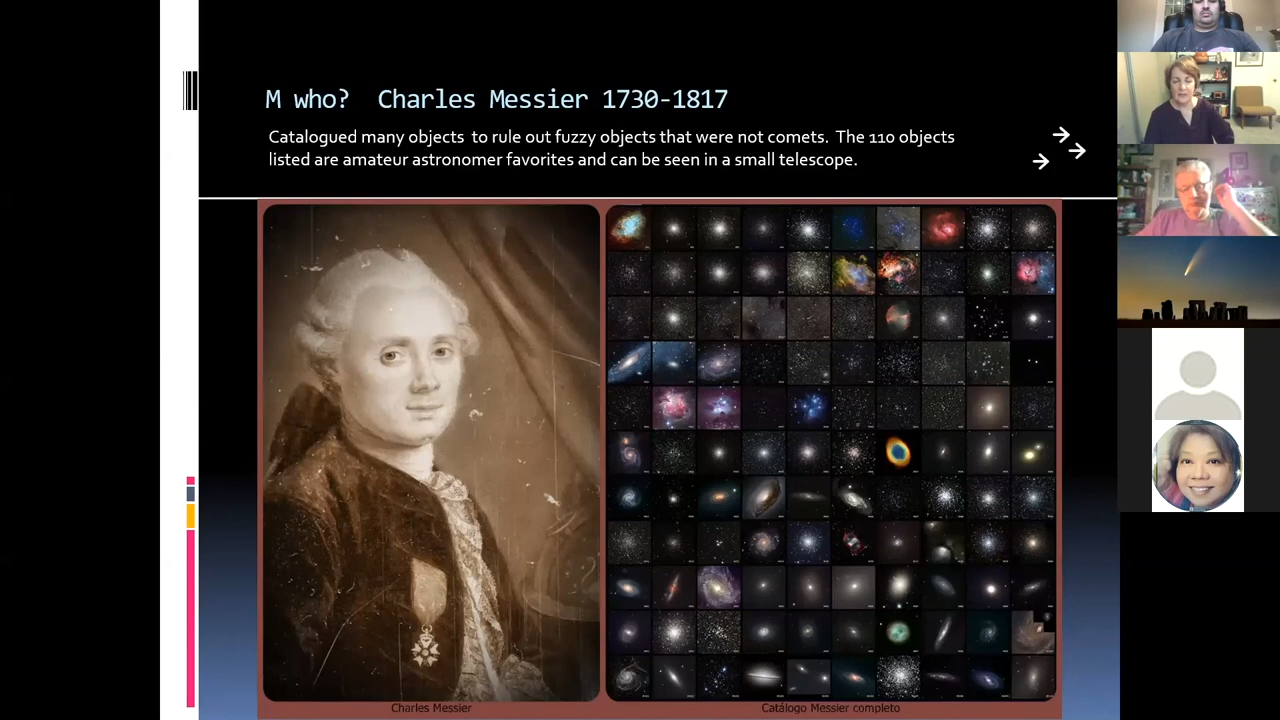 M who?  Charles Messier 1730-1817
Catalogued many objects  to rule out fuzzy objects that were not comets.  The 110 objects
listed are amateur astronomer favorites and can be seen in a small telescope.
Charles Messier
Catálogo Messier completo